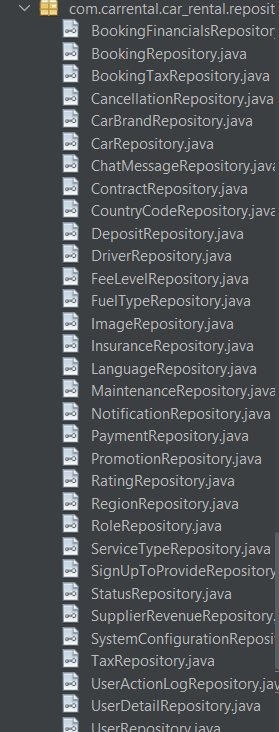 com.carrental.car_rental.reposit
BookingFinancialsRepository
BookingRepository.java
BookingTaxRepository.java
CancellationRepository.java
CarBrandRepository.java
CarRepository.java
ChatMessageRepository.java
ContractRepository.java
CountryCodeRepository.java
DepositRepository.java
DriverRepository.java
FeeLevelRepository.java
FuelTypeRepository.java
ImageRepository.java
InsuranceRepository.java
LanguageRepository.java
MaintenanceRepository.java
NotificationRepository.java
PaymentRepository.java
PromotionRepository.java
RatingRepository.java
RegionRepository.java
RoleRepository.java
ServiceTypeRepository.java
SignUpToProvideRepository
StatusRepository.java
SupplierRevenueRepository.
SystemConfigurationReposi
TaxRepository.java
UserActionLogRepository.jav
UserDetailRepository.java
UserRepository.java